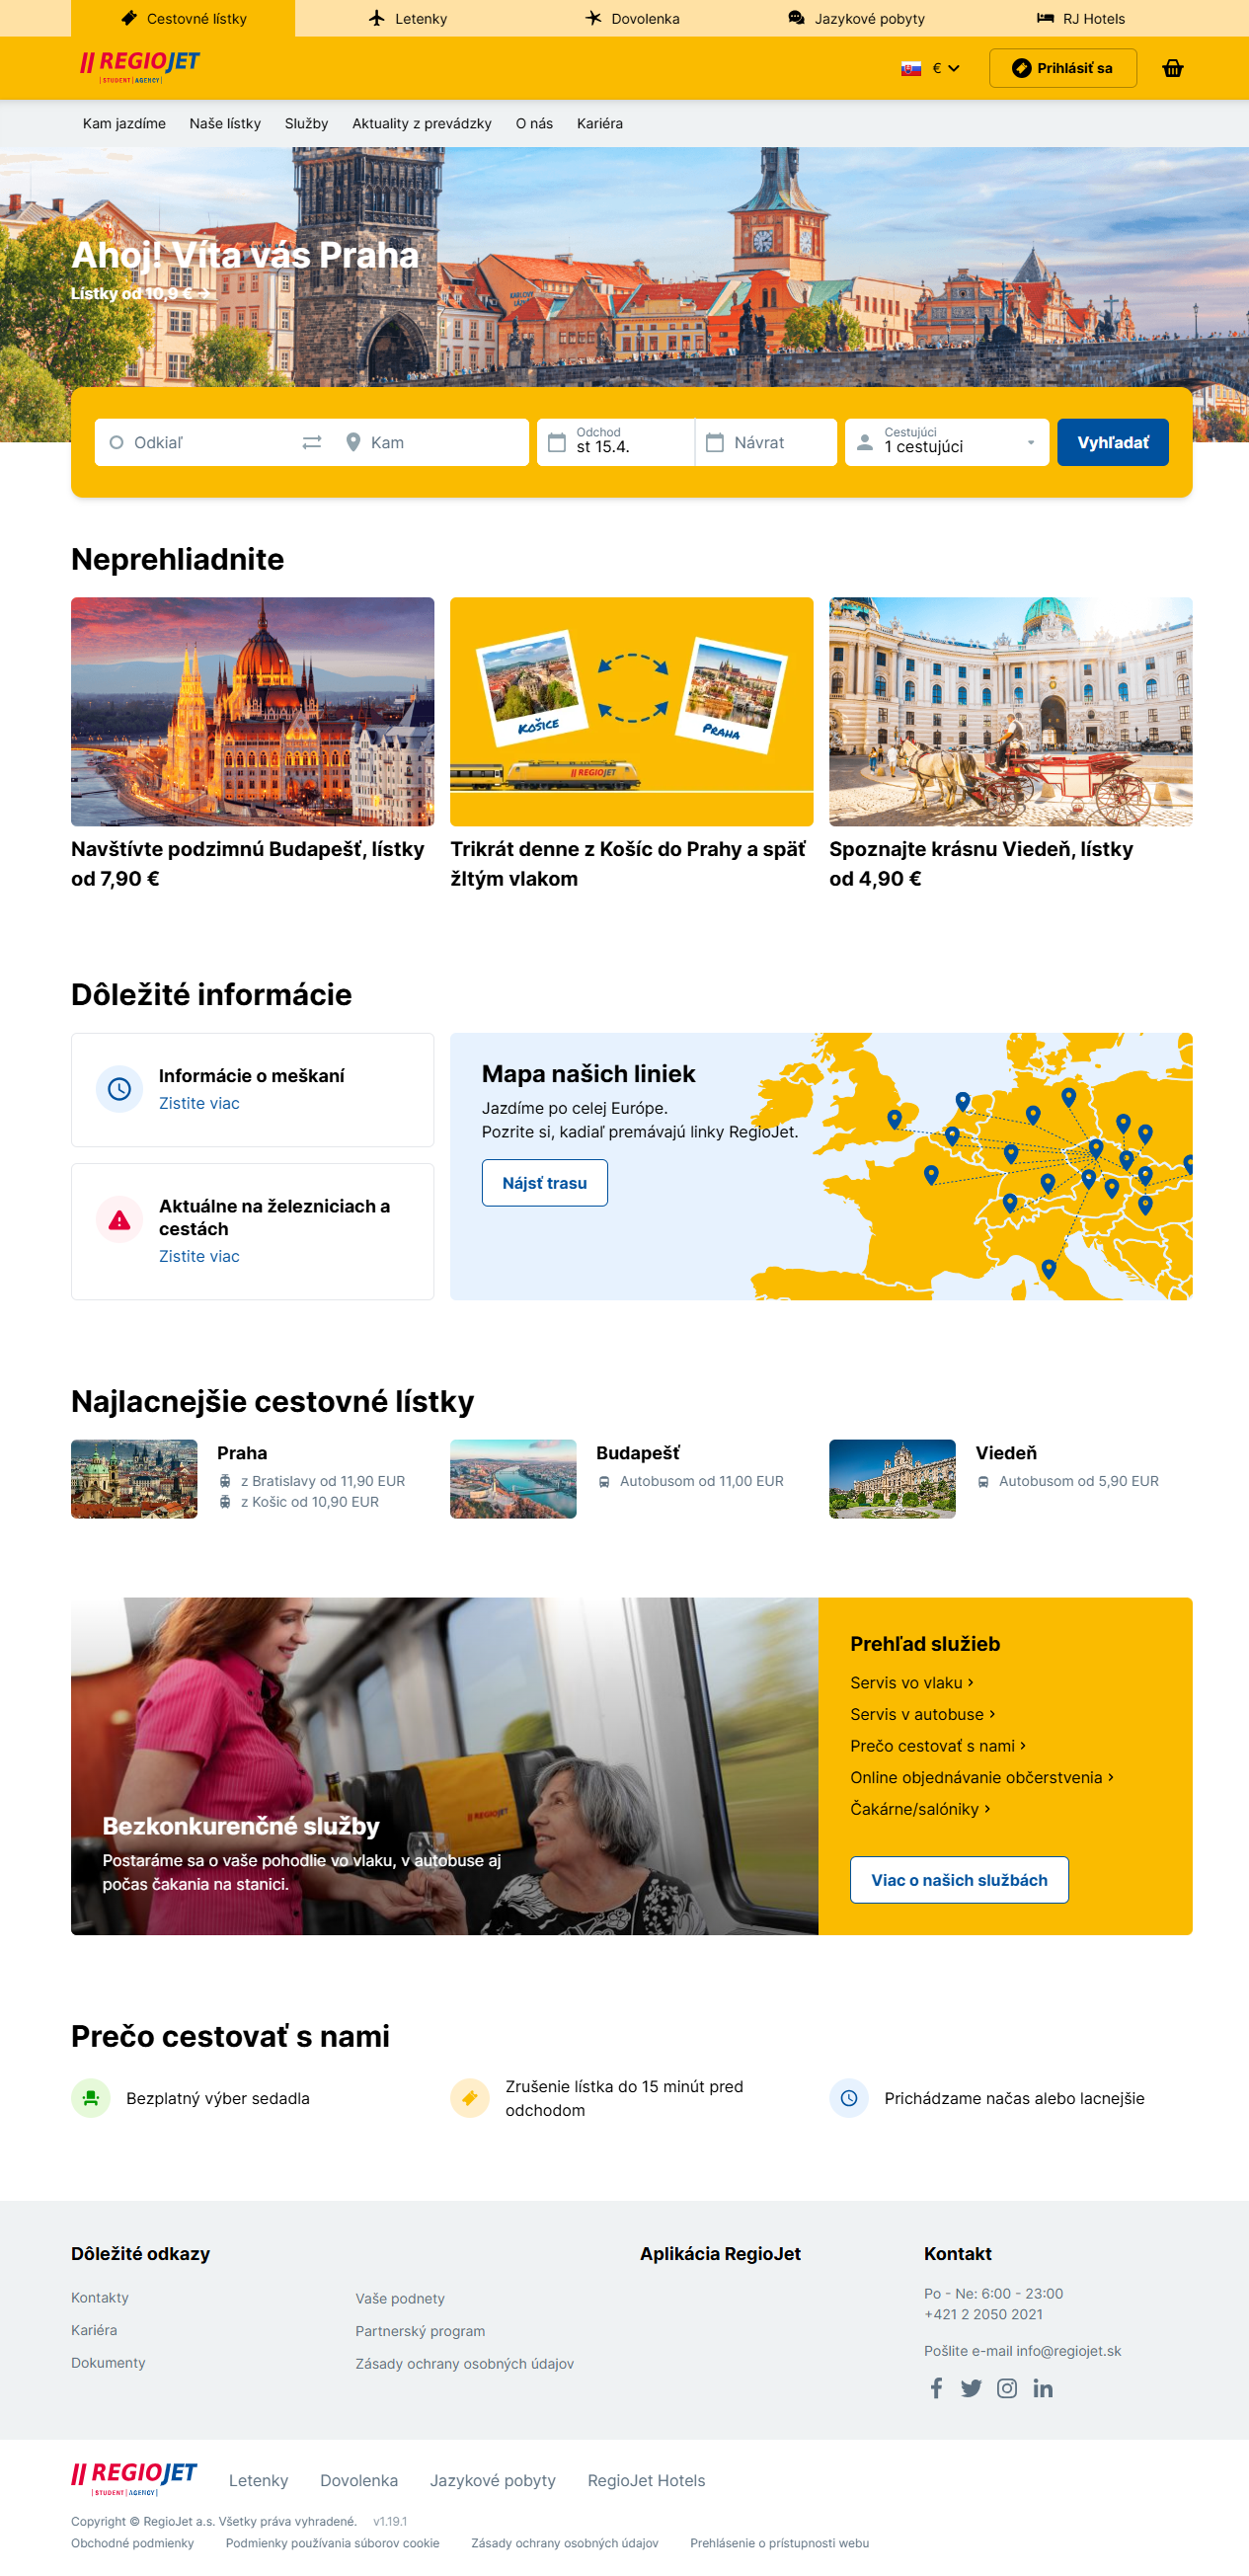 Cestovné lístky
Letenky
Dovolenka
Jazykové pobyty
RJ Hotels
REGIOJET
STUDENT AGENCY
€
Prihlásiť sa
Kam jazdíme
Naše lístky
Služby
Aktuality z prevádzky
O nás
Kariéra
Ahoj! Víta vás Praha
Lístky od 10,9 € →
Odkiaľ
Kam
Odchod
st 15.4.
Návrat
Cestujúci
1 cestujúci
Vyhľadať
Neprehliadnite
KOŠICE
PRAHA
REGIOJET
Navštívte podzimnú Budapešť, lístky
od 7,90 €
Trikrát denne z Košíc do Prahy a späť
žltým vlakom
Spoznajte krásnu Viedeň, lístky
od 4,90 €
Dôležité informácie
Informácie o meškaní
Zistite viac
Aktuálne na železniciach a
cestách
Zistite viac
Mapa našich liniek
Jazdíme po celej Európe.
Pozrite si, kadiaľ premávajú linky RegioJet.
Nájsť trasu
Najlacnejšie cestovné lístky
Praha
z Bratislavy od 11,90 EUR
z Košic od 10,90 EUR
Budapešť
Autobusom od 11,00 EUR
Viedeň
Autobusom od 5,90 EUR
REGIOJET
Bezkonkurenčné služby
Postaráme sa o vaše pohodlie vo vlaku, v autobuse aj
počas čakania na stanici.
Prehľad služieb
Servis vo vlaku
Servis v autobuse
Prečo cestovať s nami
Online objednávanie občerstvenia
Čakárne/salóniky
Viac o našich službách
Prečo cestovať s nami
Bezplatný výber sedadla
Zrušenie lístka do 15 minút pred
odchodom
Prichádzame načas alebo lacnejšie
Dôležité odkazy
Kontakty
Kariéra
Dokumenty
Vaše podnety
Partnerský program
Zásady ochrany osobných údajov
Aplikácia RegioJet
Kontakt
Po - Ne: 6:00 - 23:00
+421 2 2050 2021
Pošlite e-mail info@regiojet.sk
REGIOJET
STUDENT AGENCY
Letenky
Dovolenka
Jazykové pobyty
RegioJet Hotels
Copyright © RegioJet a.s. Všetky práva vyhradené. v1.19.1
Obchodné podmienky
Podmienky používania súborov cookie
Zásady ochrany osobných údajov
Prehlásenie o prístupnosti webu